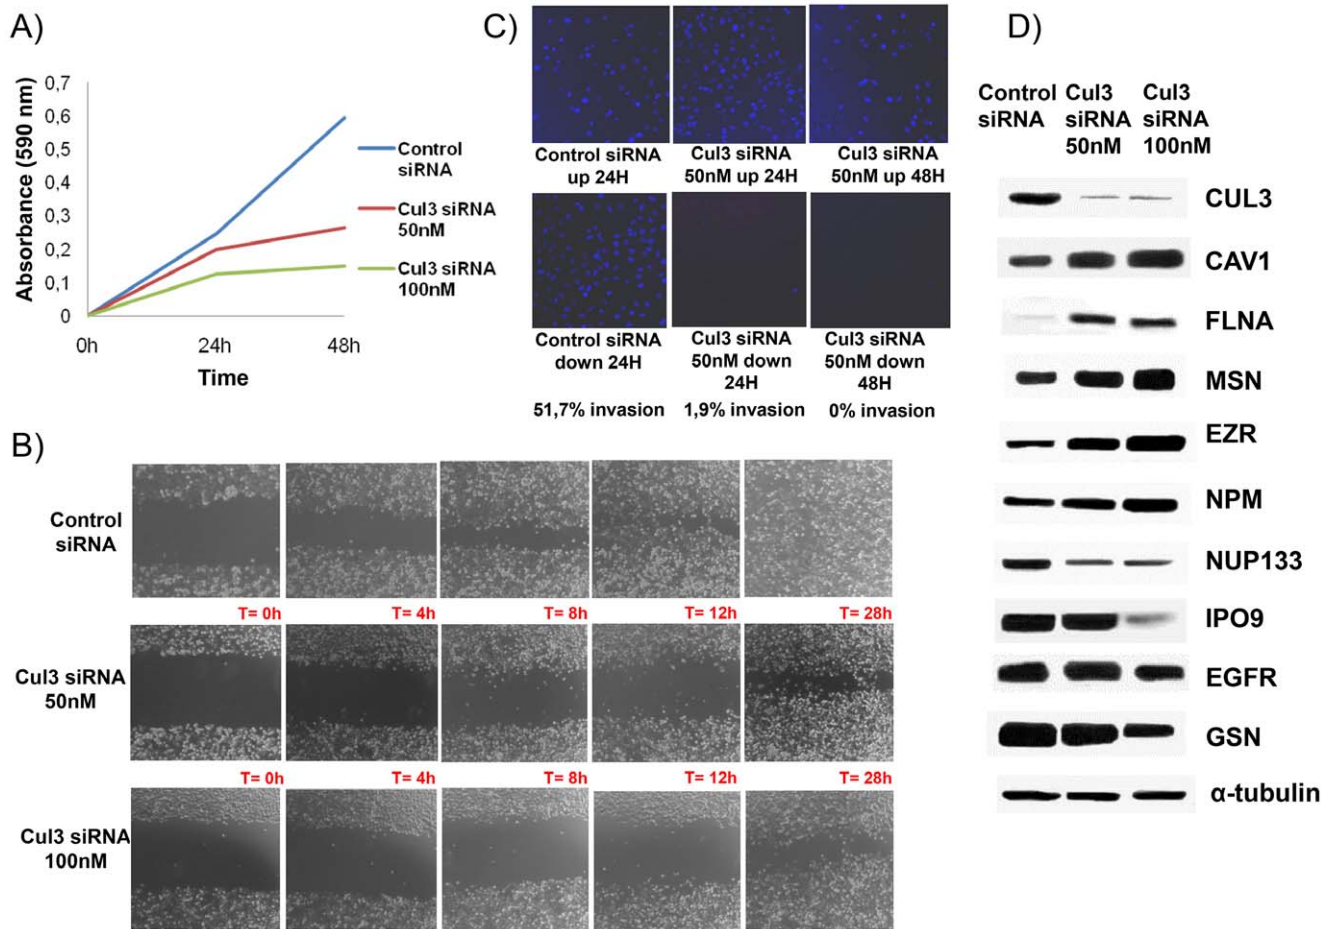 A)
0,7
0,6
0,5
0,4
0,3
0,2
0,1
0
Absorbance (590 nm)
0h
24h
48h
Time
Control
siRNA
Cul3 siRNA
50nM
Cul3 siRNA
100nM
C)
Control siRNA
up 24H
Cul3 siRNA
50nM up 24H
Cul3 siRNA
50nM up 48H
Control siRNA
down 24H
Cul3 siRNA
50nM down
24H
Cul3 siRNA
50nM down
48H
51,7% invasion
1,9% invasion
0% invasion
B)
Control
siRNA
T= 0h
T= 4h
T= 8h
T= 12h
T= 28h
Cul3 siRNA
50nM
T= 0h
T= 4h
T= 8h
T= 12h
T= 28h
Cul3 siRNA
100nM
D)
Control
siRNA
Cul3
siRNA
50nM
Cul3
siRNA
100nM
CUL3
CAV1
FLNA
MSN
EZR
NPM
NUP133
IPO9
EGFR
GSN
α-tubulin